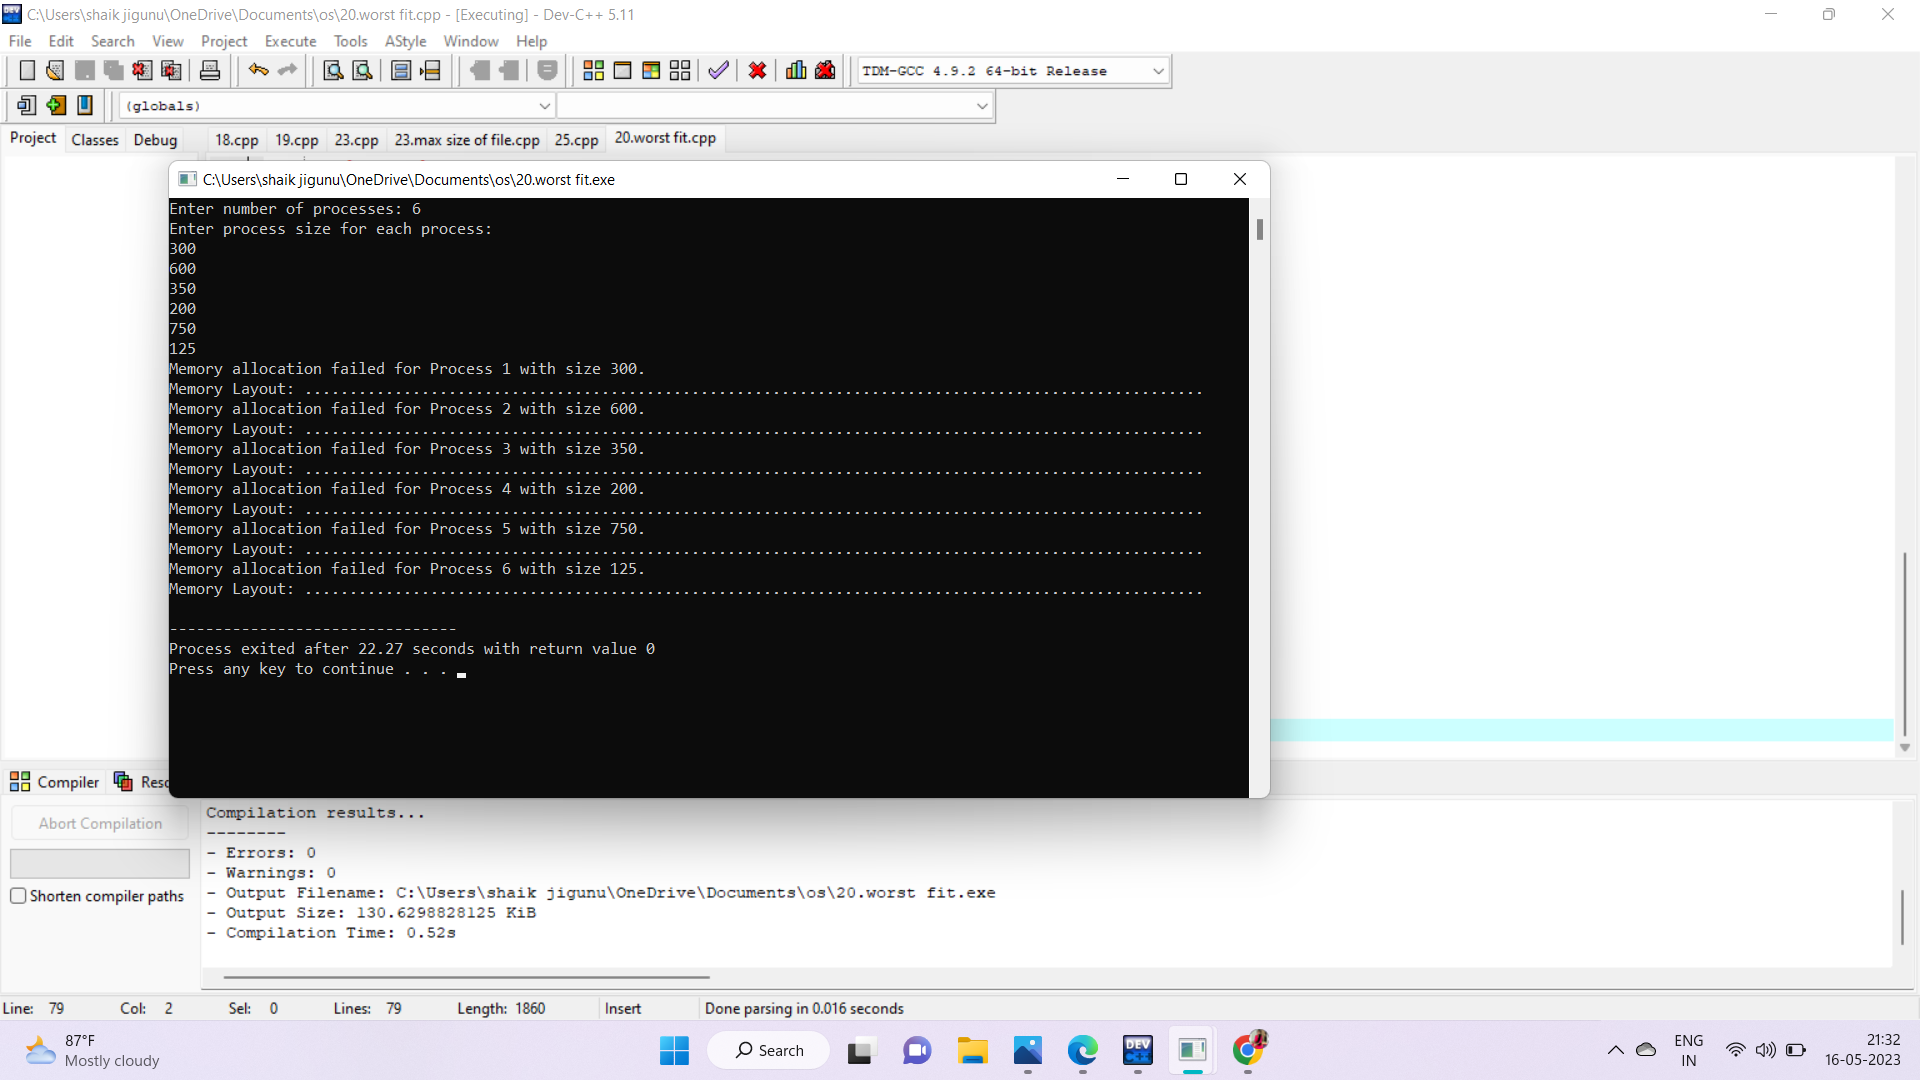 C:\Users\shaik jigunu\OneDrive\Documents\os\20.worst fit.cpp - [Executing] - Dev-C++ 5.11
File Edit Search View Project Execute Tools AStyle Window Help
TDM-GCC 4.9.2 64-bit Release
(globals)
Project Classes Debug 18.cpp 19.cpp 23.cpp 23.max size of file.cpp 25.cpp 20.worst fit.cpp
C:\Users\shaik jigunu\OneDrive\Documents\os\20.worst fit.exe
Enter number of processes: 6
Enter process size for each process:
300
600
350
200
750
125
Memory allocation failed for Process 1 with size 300.
Memory Layout: ....................................................................................................
Memory allocation failed for Process 2 with size 600.
Memory Layout: ....................................................................................................
Memory allocation failed for Process 3 with size 350.
Memory Layout: ....................................................................................................
Memory allocation failed for Process 4 with size 200.
Memory Layout: ....................................................................................................
Memory allocation failed for Process 5 with size 750.
Memory Layout: ....................................................................................................
Memory allocation failed for Process 6 with size 125.
Memory Layout: ....................................................................................................
--------------------------------
Process exited after 22.27 seconds with return value 0
Press any key to continue . . .
Compiler Reso
Abort Compilation
Shorten compiler paths
Compilation results...
--------
- Errors: 0
- Warnings: 0
- Output Filename: C:\Users\shaik jigunu\OneDrive\Documents\os\20.worst fit.exe
- Output Size: 130.6298828125 KiB
- Compilation Time: 0.52s
Line: 79 Col: 2 Sel: 0 Lines: 79 Length: 1860 Insert Done parsing in 0.016 seconds
87°F
Mostly cloudy
Search
DEV
C++
ENG
IN
21:32
16-05-2023